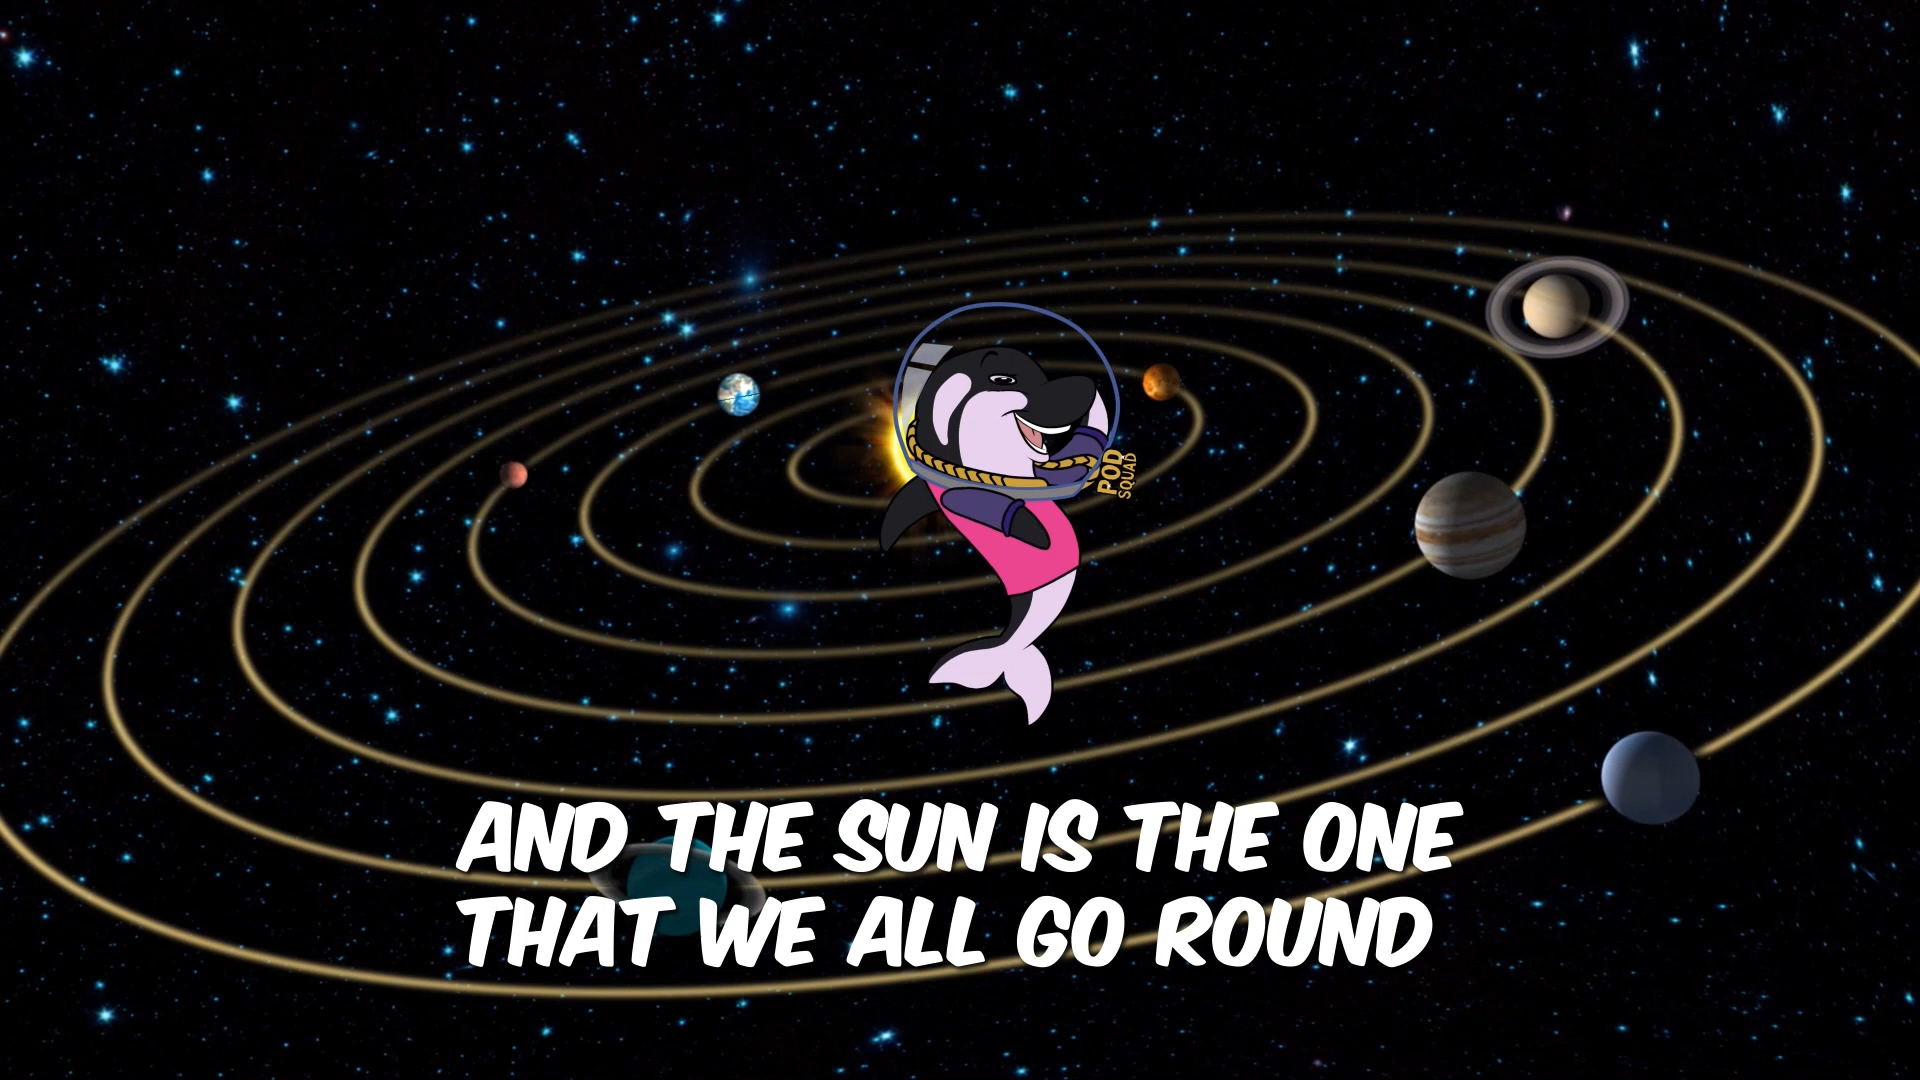 POD
SQUAD
AND THE SUN IS THE ONE
THAT WE ALL GO ROUND